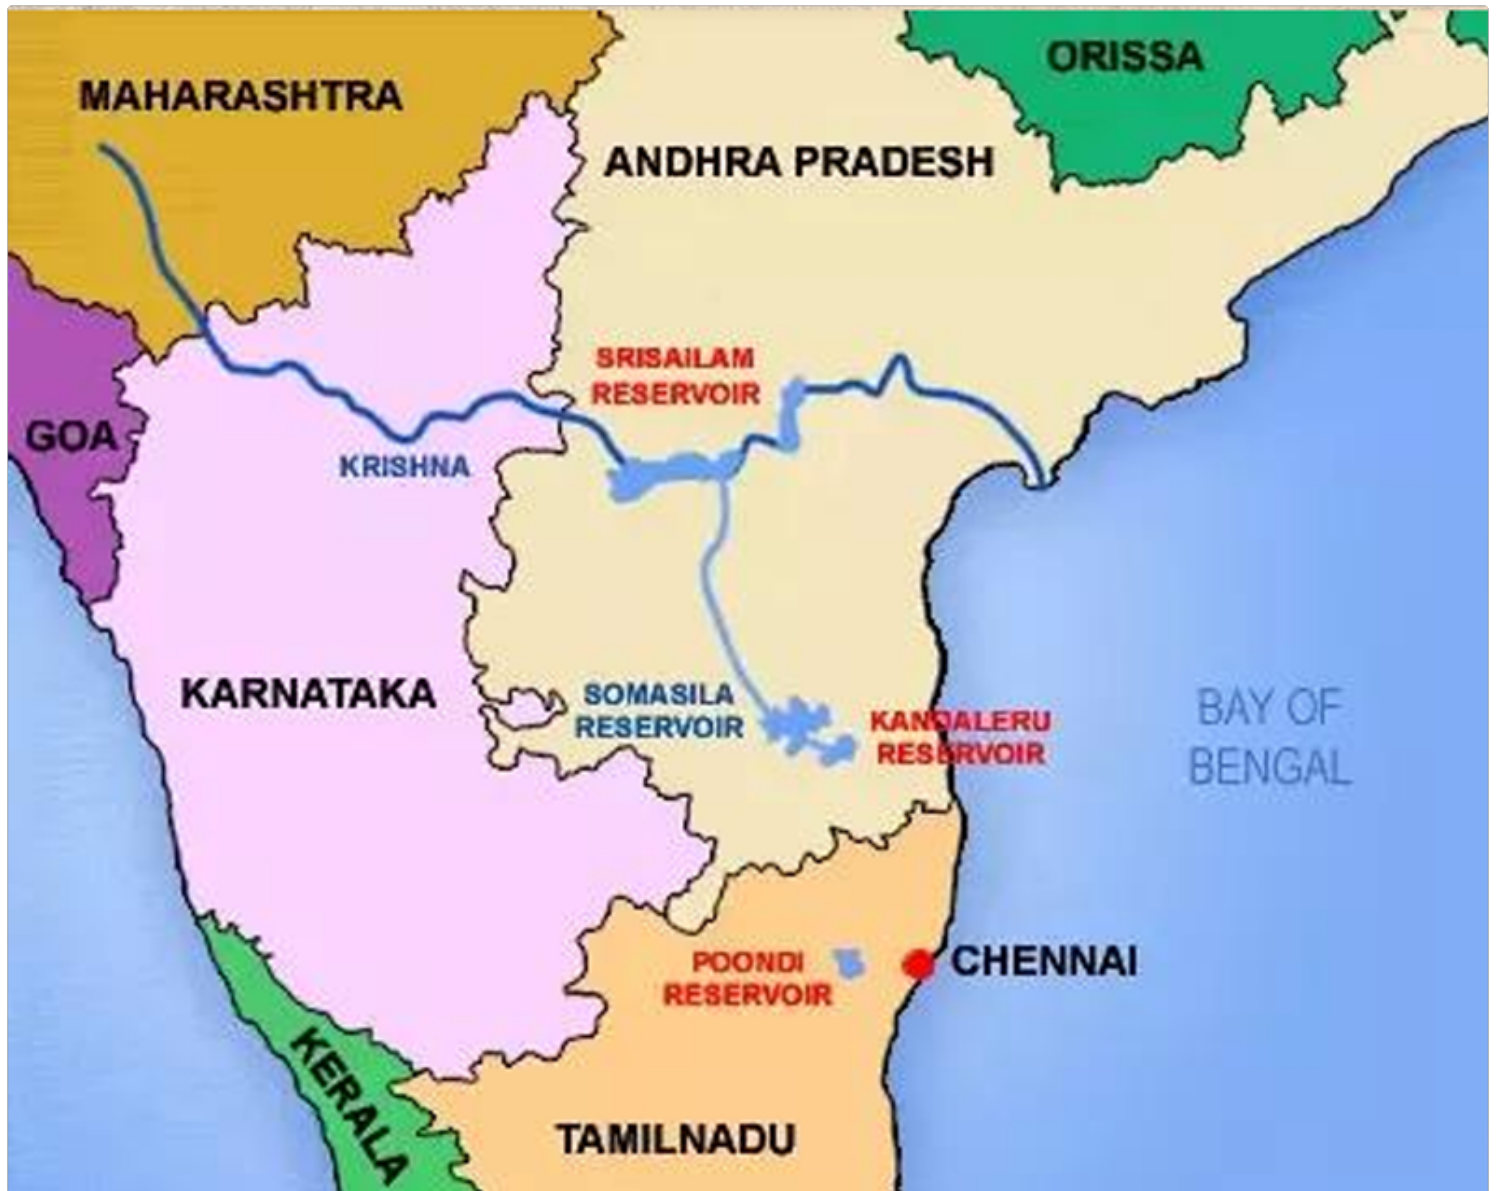 ORISSA
MAHARASHTRA
ANDHRA PRADESH
SRISAILAM
RESERVOIR
GOA
KRISHNA
KARNATAKA
SOMASILA
RESERVOIR
KANDALERU
RESERVOIR
BAY OF
BENGAL
POONDI
RESERVOIR
CHENNAI
KERALA
TAMILNADU